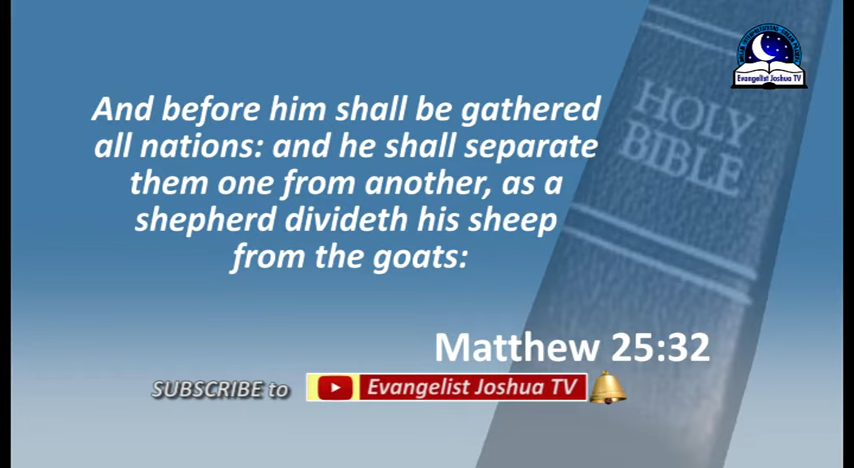 Evangelist Joshua TV
HOLY
BIBLE
And before him shall be gathered
all nations: and he shall separate
them one from another, as a
shepherd divideth his sheep
from the goats:
Matthew 25:32
SUBSCRIBE to
Evangelist Joshua TV